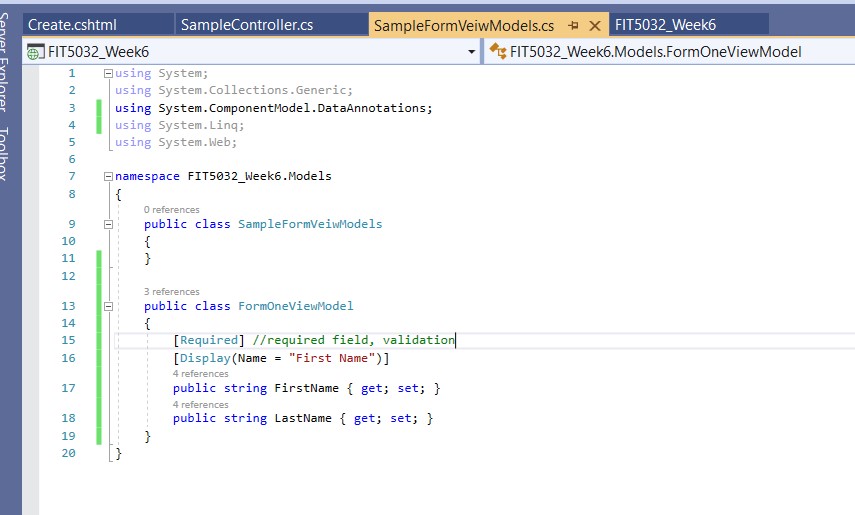 Create.cshtml SampleController.cs SampleFormVeiwModels.cs FIT5032_Week6
Server Explorer Toolbox
FIT5032_Week6 FIT5032_Week6.Models.FormOneViewModel
1 using System;
2 using System.Collections.Generic;
3 using System.ComponentModel.DataAnnotations;
4 using System.Linq;
5 using System.Web;
6
7 namespace FIT5032_Week6.Models
8 {
0 references
9 public class SampleFormVeiwModels
10 {
11 }
12
3 references
13 public class FormOneViewModel
14 {
15 [Required] //required field, validation
16 [Display(Name = "First Name")]
4 references
17 public string FirstName { get; set; }
4 references
18 public string LastName { get; set; }
19 }
20 }